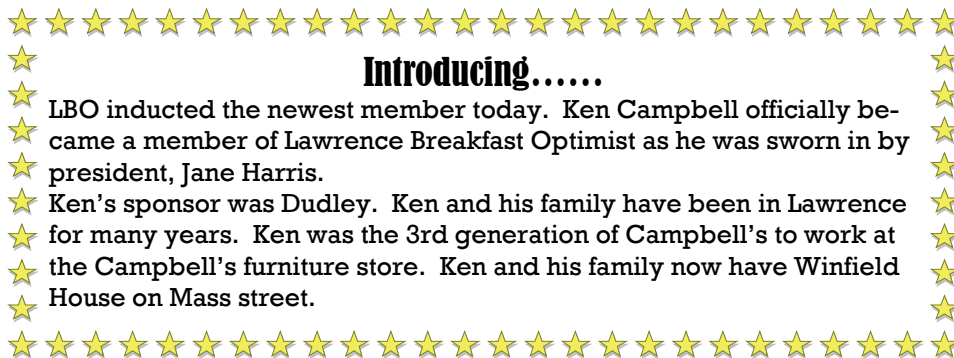 Introducing......
LBO inducted the newest member today. Ken Campbell officially be-
came a member of Lawrence Breakfast Optimist as he was sworn in by
president, Jane Harris.
Ken's sponsor was Dudley. Ken and his family have been in Lawrence
for many years. Ken was the 3rd generation of Campbell's to work at
the Campbell's furniture store. Ken and his family now have Winfield
House on Mass street.